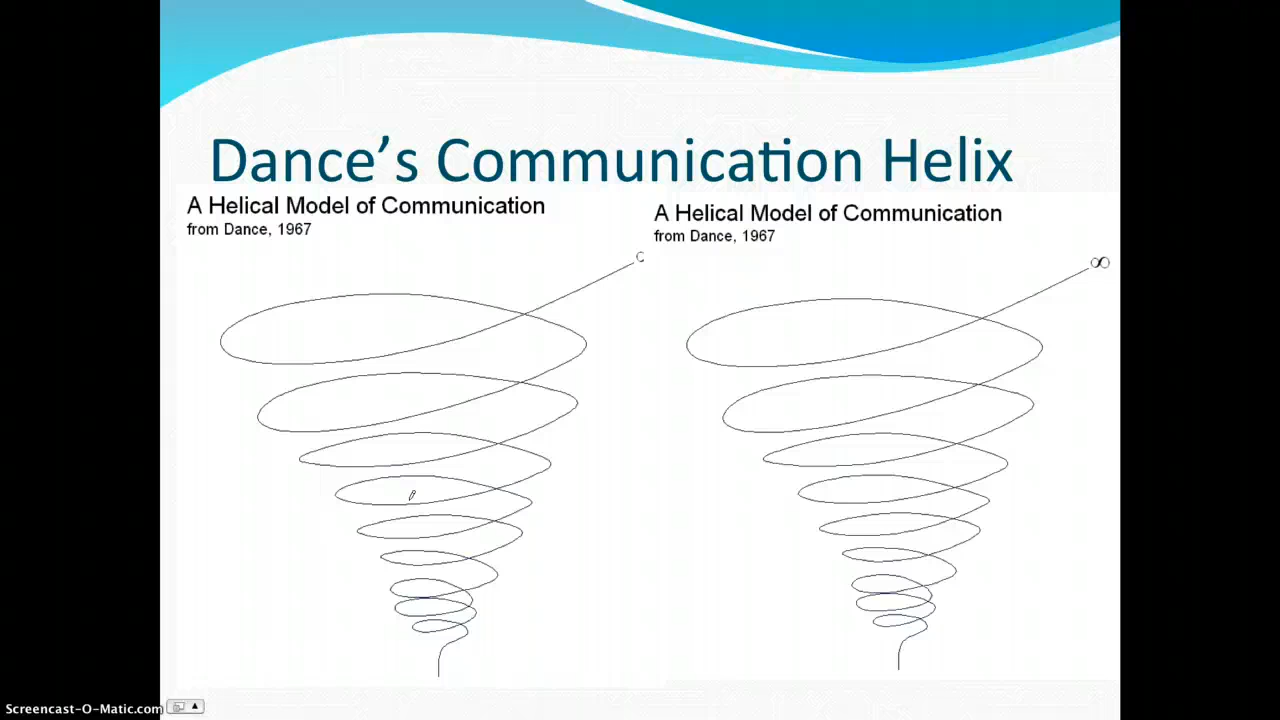 Dance’s Communication Helix
A Helical Model of Communication
from Dance, 1967
A Helical Model of Communication
from Dance, 1967
∞
Screencast-O-Matic.com